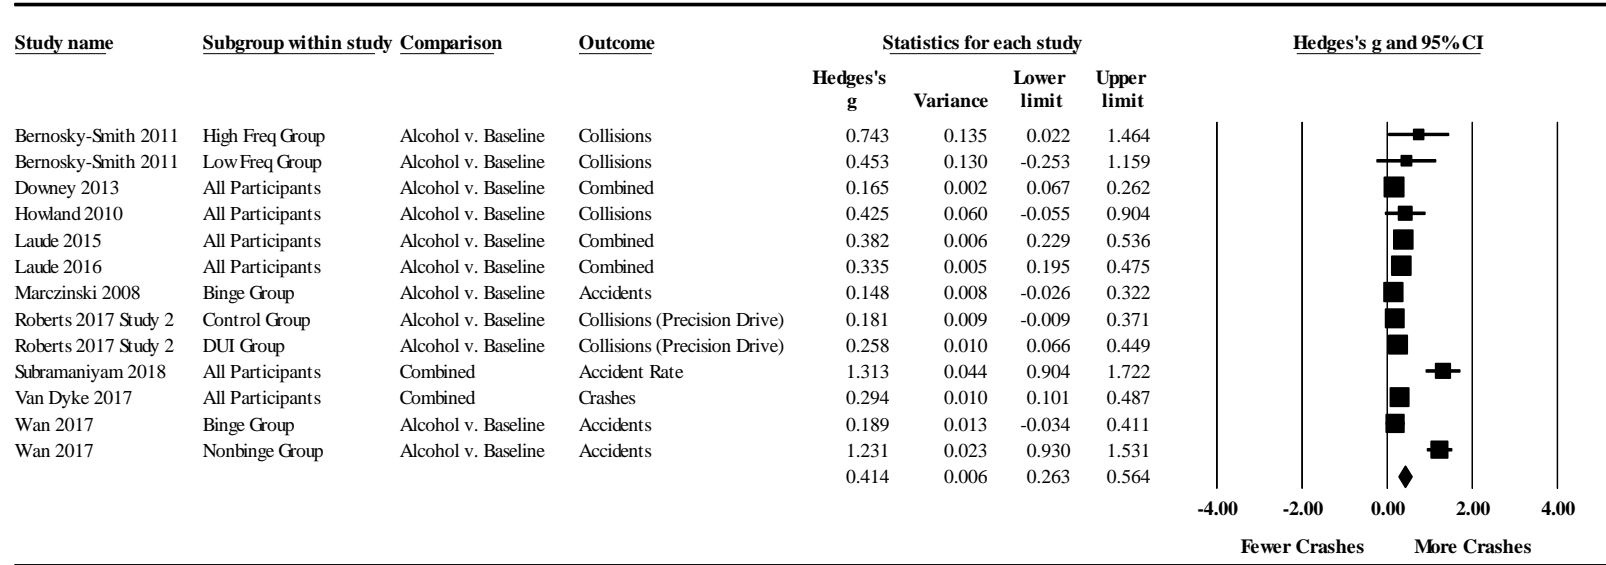 Study name Subgroup within study Comparison Outcome Statistics for each study Hedges's g and 95% CI
Hedges's Lower Upper
g Variance limit limit
Bernosky-Smith 2011 High Freq Group Alcohol v. Baseline Collisions 0.743 0.135 0.022 1.464
Bernosky-Smith 2011 Low Freq Group Alcohol v. Baseline Collisions 0.453 0.130 -0.253 1.159
Downey 2013 All Participants Alcohol v. Baseline Combined 0.165 0.002 0.067 0.262
Howland 2010 All Participants Alcohol v. Baseline Collisions 0.425 0.060 -0.055 0.904
Laude 2015 All Participants Alcohol v. Baseline Combined 0.382 0.006 0.229 0.536
Laude 2016 All Participants Alcohol v. Baseline Combined 0.335 0.005 0.195 0.475
Marczinski 2008 Binge Group Alcohol v. Baseline Accidents 0.148 0.008 -0.026 0.322
Roberts 2017 Study 2 Control Group Alcohol v. Baseline Collisions (Precision Drive) 0.181 0.009 -0.009 0.371
Roberts 2017 Study 2 DUI Group Alcohol v. Baseline Collisions (Precision Drive) 0.258 0.010 0.066 0.449
Subramaniyam 2018 All Participants Combined Accident Rate 1.313 0.044 0.904 1.722
Van Dyke 2017 All Participants Combined Crashes 0.294 0.010 0.101 0.487
Wan 2017 Binge Group Alcohol v. Baseline Accidents 0.189 0.013 -0.034 0.411
Wan 2017 Nonbinge Group Alcohol v. Baseline Accidents 1.231 0.023 0.930 1.531
0.414 0.006 0.263 0.564
-4.00 -2.00 0.00 2.00 4.00
Fewer Crashes More Crashes